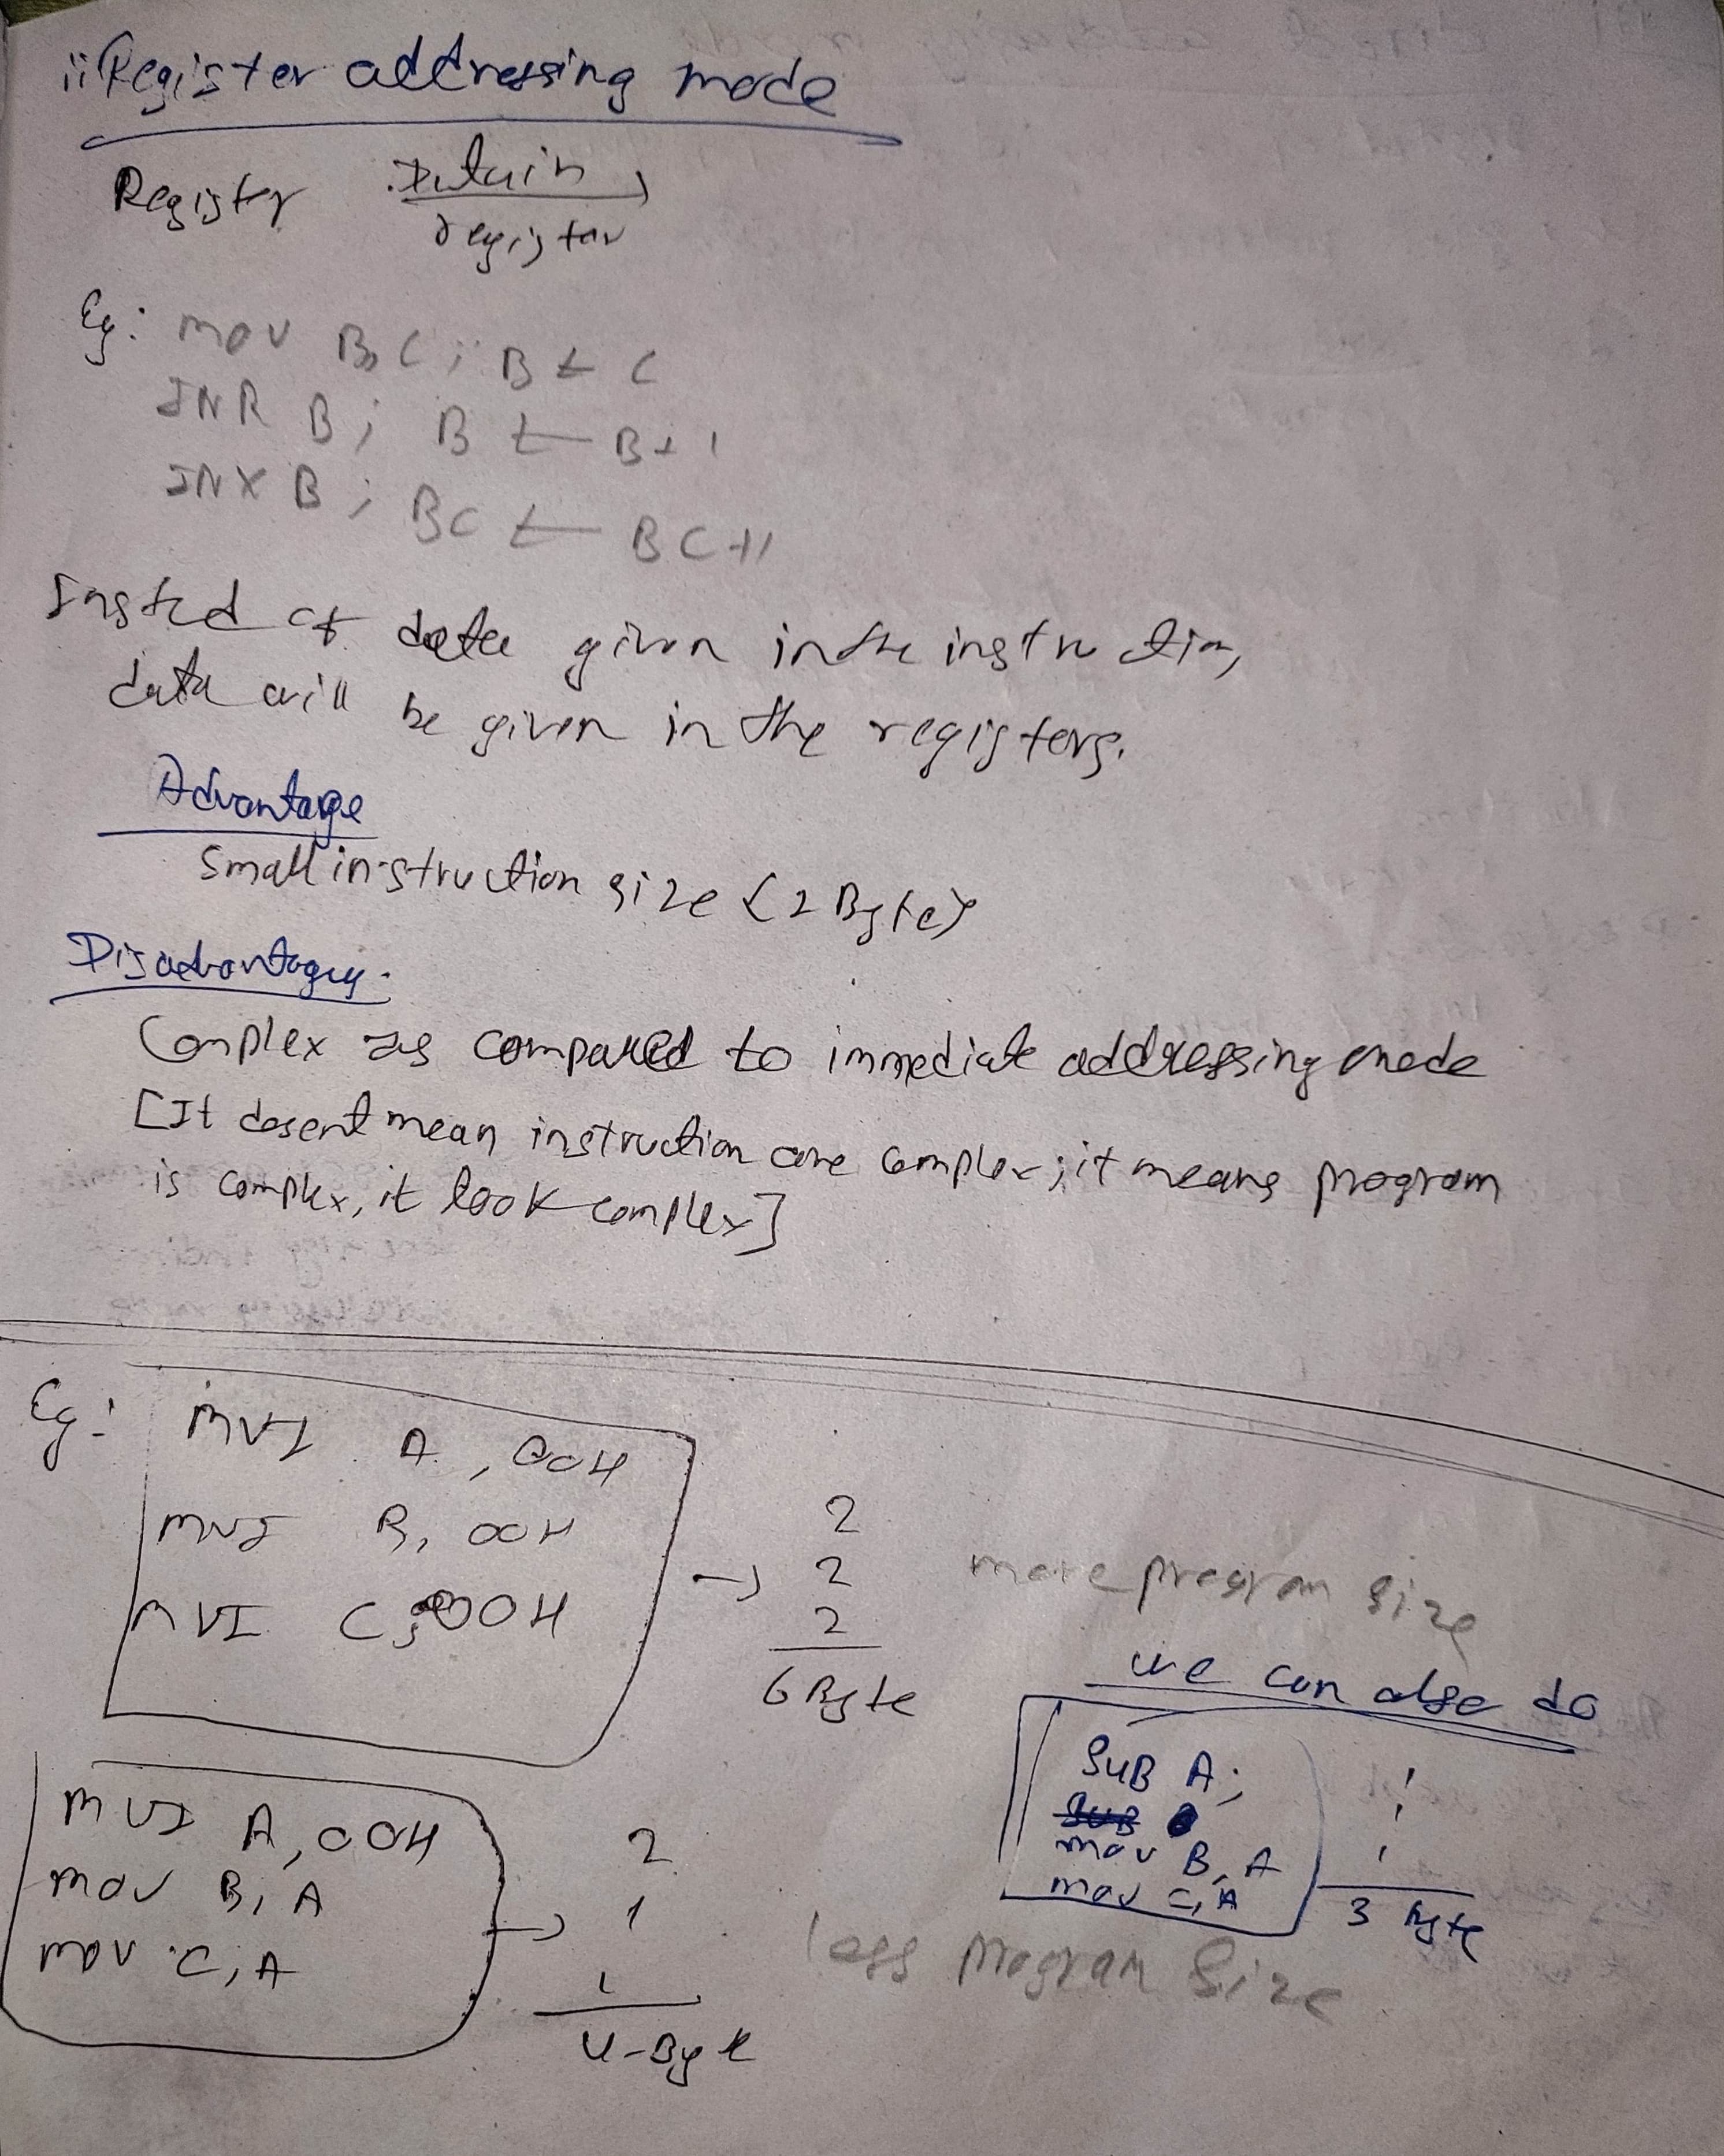 ii Register addressing mode
Register Data in
register
Eg: mov B, C ; B ← C
INR B ; B ← B+1
INX B ; BC ← BC+1
Insted of data given in the instruction,
data will be given in the registers.
Advantage
Small instruction size {1 Byte}
Disadvantages.
Complex as compared to immediate addressing mode
[It dosent mean instruction are complex; it means program
is complex, it look complex]
Eg: MVI A, 00H
MVI B, 00H
MVI C, 00H
→ 2
2
2
6 Byte
more program size
we can also do
SUB A;
mov B, A
mov C, A
1
1
1
3 Byte
MVI A, 00H
mov B, A
mov C, A
→ 2
1
1
4-Byte
less program size